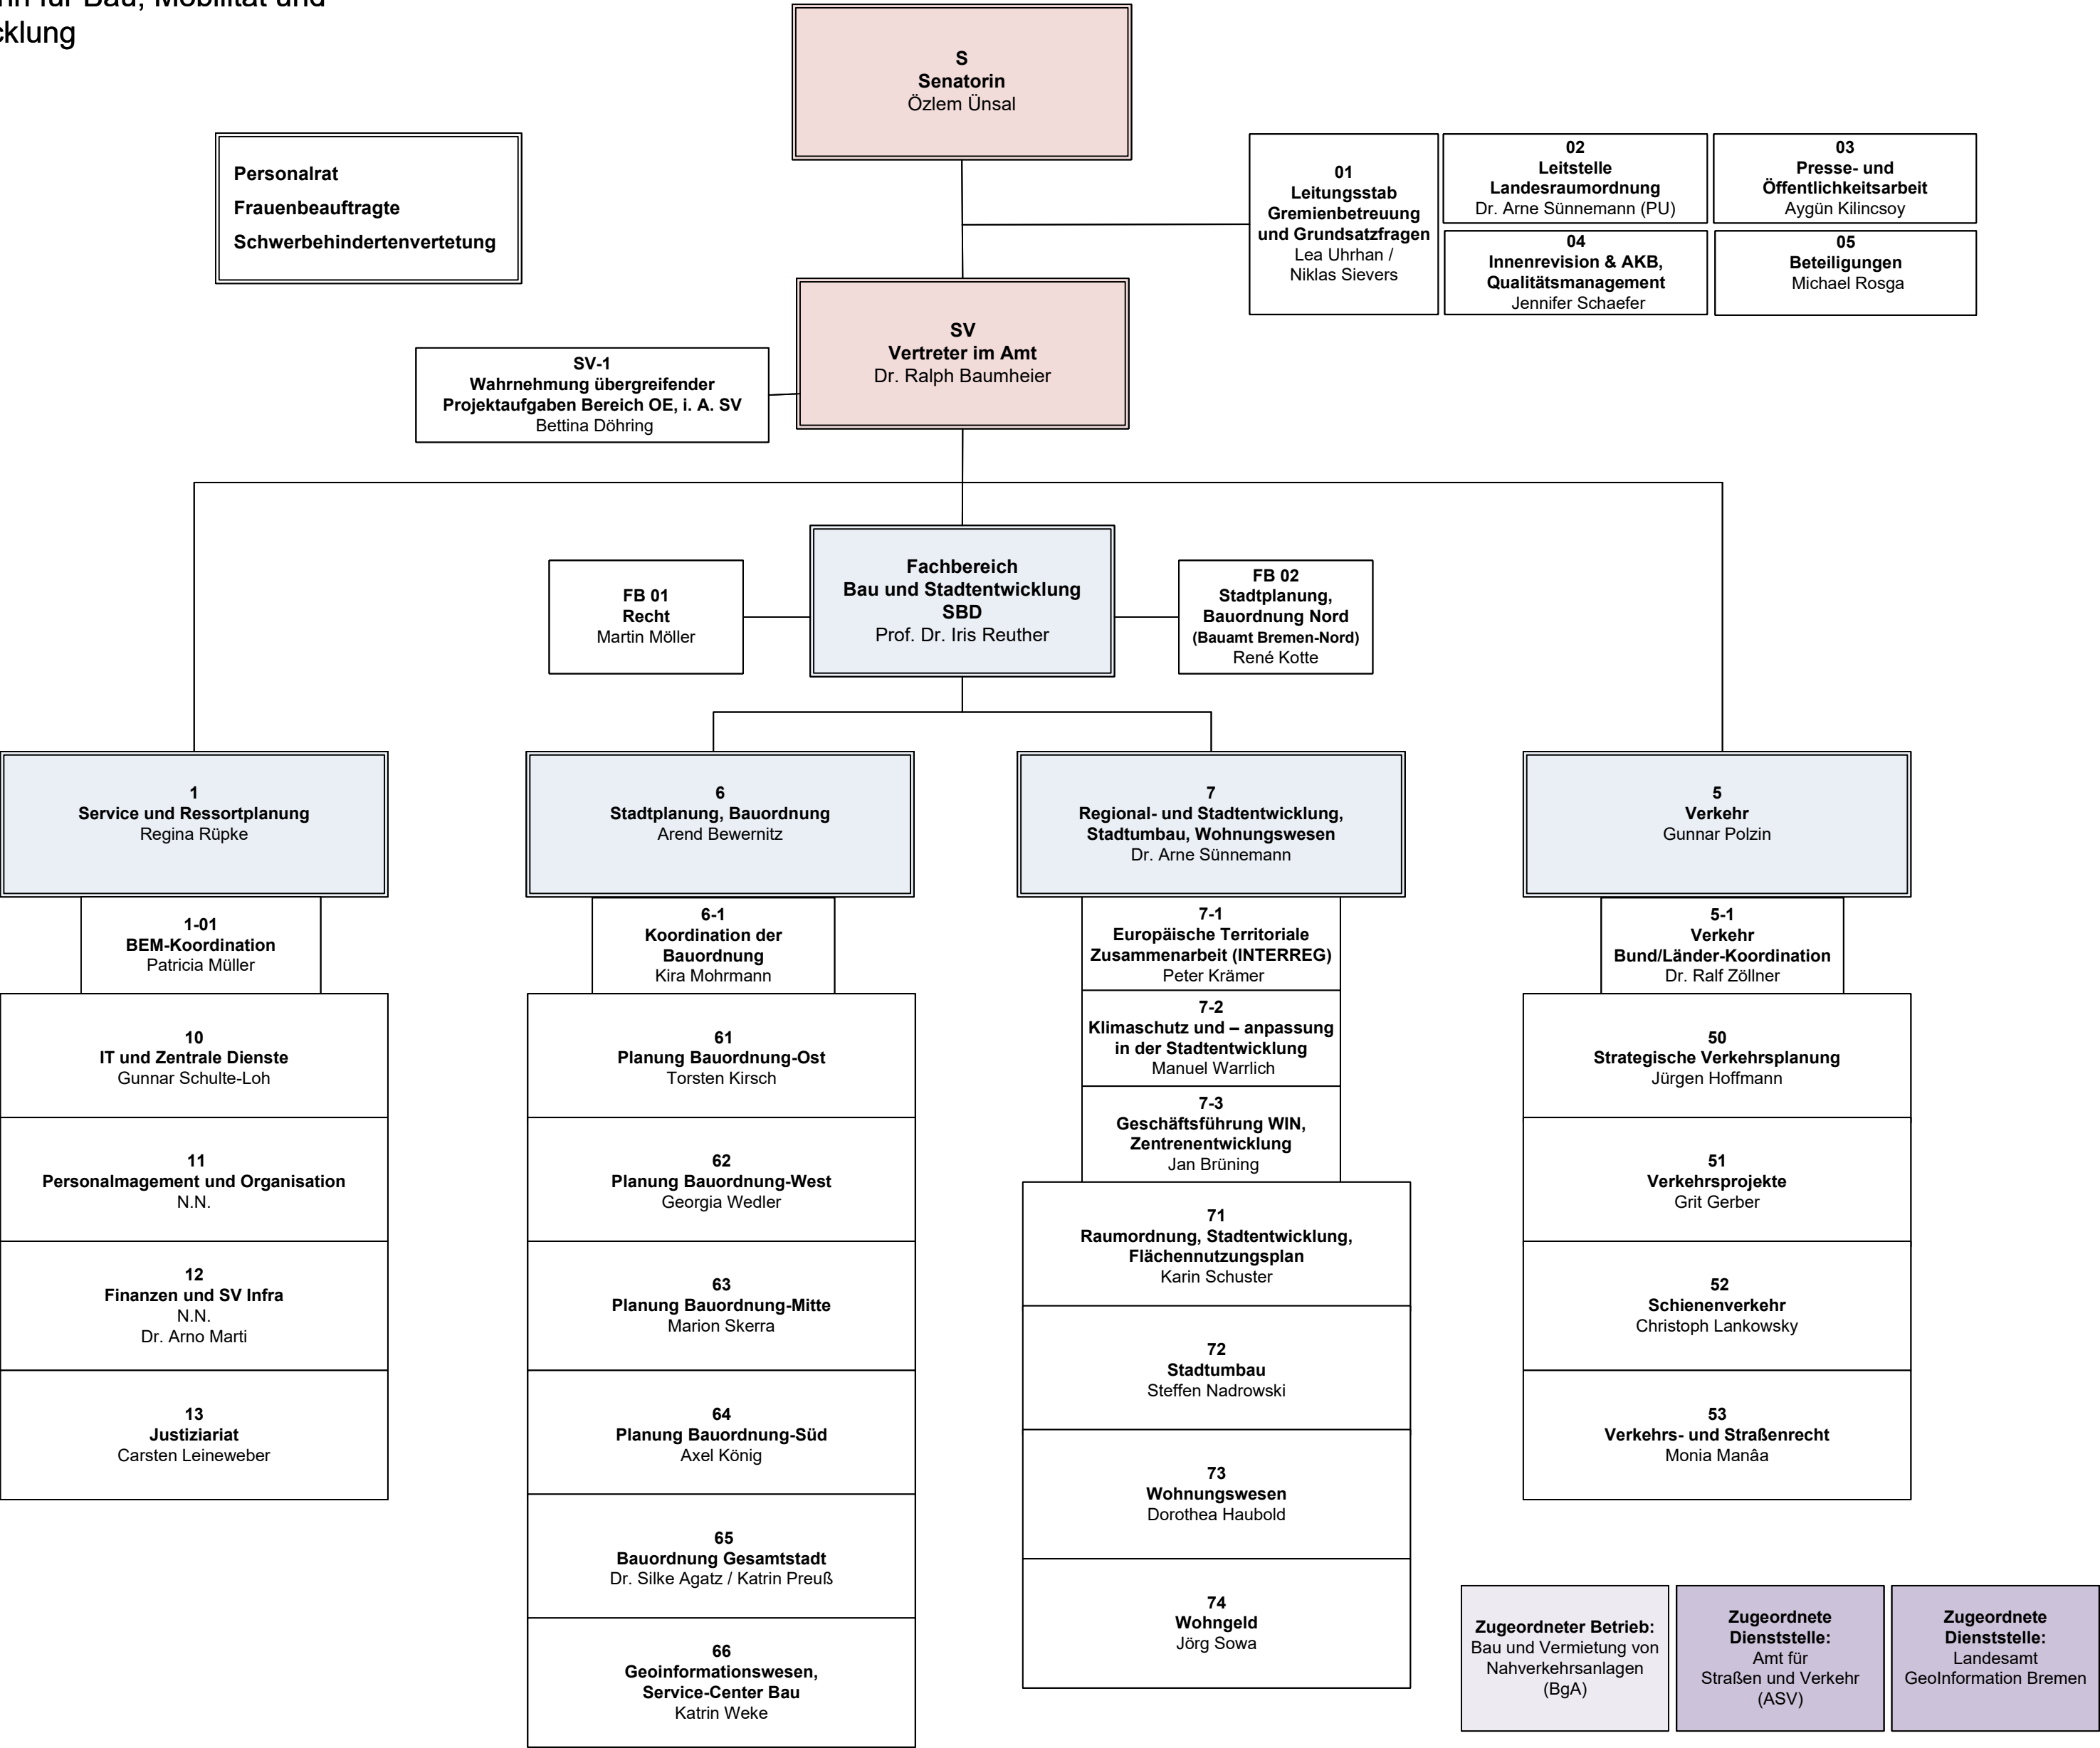 Bau, Mobilität und
S
Senatorin
Özlem Ünsal
Personalrat
Frauenbeauftragte
Schwerbehindertenvertetung
01
Leitungsstab
Gremienbetreuung
und Grundsatzfragen
Lea Uhrhan /
Niklas Sievers
02
Leitstelle
Landesraumordnung
Dr. Arne Sünnemann (PU)
03
Presse- und
Öffentlichkeitsarbeit
Aygün Kilincsoy
04
Innenrevision & AKB,
Qualitätsmanagement
Jennifer Schaefer
05
Beteiligungen
Michael Rosga
SV
Vertreter im Amt
Dr. Ralph Baumheier
SV-1
Wahrnehmung übergreifender
Projektaufgaben Bereich OE, i. A. SV
Bettina Döhring
Fachbereich
Bau und Stadtentwicklung
SBD
Prof. Dr. Iris Reuther
FB 01
Recht
Martin Möller
FB 02
Stadtplanung,
Bauordnung Nord
(Bauamt Bremen-Nord)
René Kotte
1
Service und Ressortplanung
Regina Rüpke
1-01
BEM-Koordination
Patricia Müller
10
IT und Zentrale Dienste
Gunnar Schulte-Loh
11
Personalmagement und Organisation
N.N.
12
Finanzen und SV Infra
N.N.
Dr. Arno Marti
13
Justiziariat
Carsten Leineweber
6
Stadtplanung, Bauordnung
Arend Bewernitz
6-1
Koordination der
Bauordnung
Kira Mohrmann
61
Planung Bauordnung-Ost
Torsten Kirsch
62
Planung Bauordnung-West
Georgia Wedler
63
Planung Bauordnung-Mitte
Marion Skerra
64
Planung Bauordnung-Süd
Axel König
65
Bauordnung Gesamtstadt
Dr. Silke Agatz / Katrin Preuß
66
Geoinformationswesen,
Service-Center Bau
Katrin Weke
7
Regional- und Stadtentwicklung,
Stadtumbau, Wohnungswesen
Dr. Arne Sünnemann
7-1
Europäische Territoriale
Zusammenarbeit (INTERREG)
Peter Krämer
7-2
Klimaschutz und – anpassung
in der Stadtentwicklung
Manuel Warrlich
7-3
Geschäftsführung WIN,
Zentrenentwicklung
Jan Brüning
71
Raumordnung, Stadtentwicklung,
Flächennutzungsplan
Karin Schuster
72
Stadtumbau
Steffen Nadrowski
73
Wohnungswesen
Dorothea Haubold
74
Wohngeld
Jörg Sowa
5
Verkehr
Gunnar Polzin
5-1
Verkehr
Bund/Länder-Koordination
Dr. Ralf Zöllner
50
Strategische Verkehrsplanung
Jürgen Hoffmann
51
Verkehrsprojekte
Grit Gerber
52
Schienenverkehr
Christoph Lankowsky
53
Verkehrs- und Straßenrecht
Monia Manâa
Zugeordneter Betrieb:
Bau und Vermietung von
Nahverkehrsanlagen
(BgA)
Zugeordnete
Dienststelle:
Amt für
Straßen und Verkehr
(ASV)
Zugeordnete
Dienststelle:
Landesamt
GeoInformation Bremen